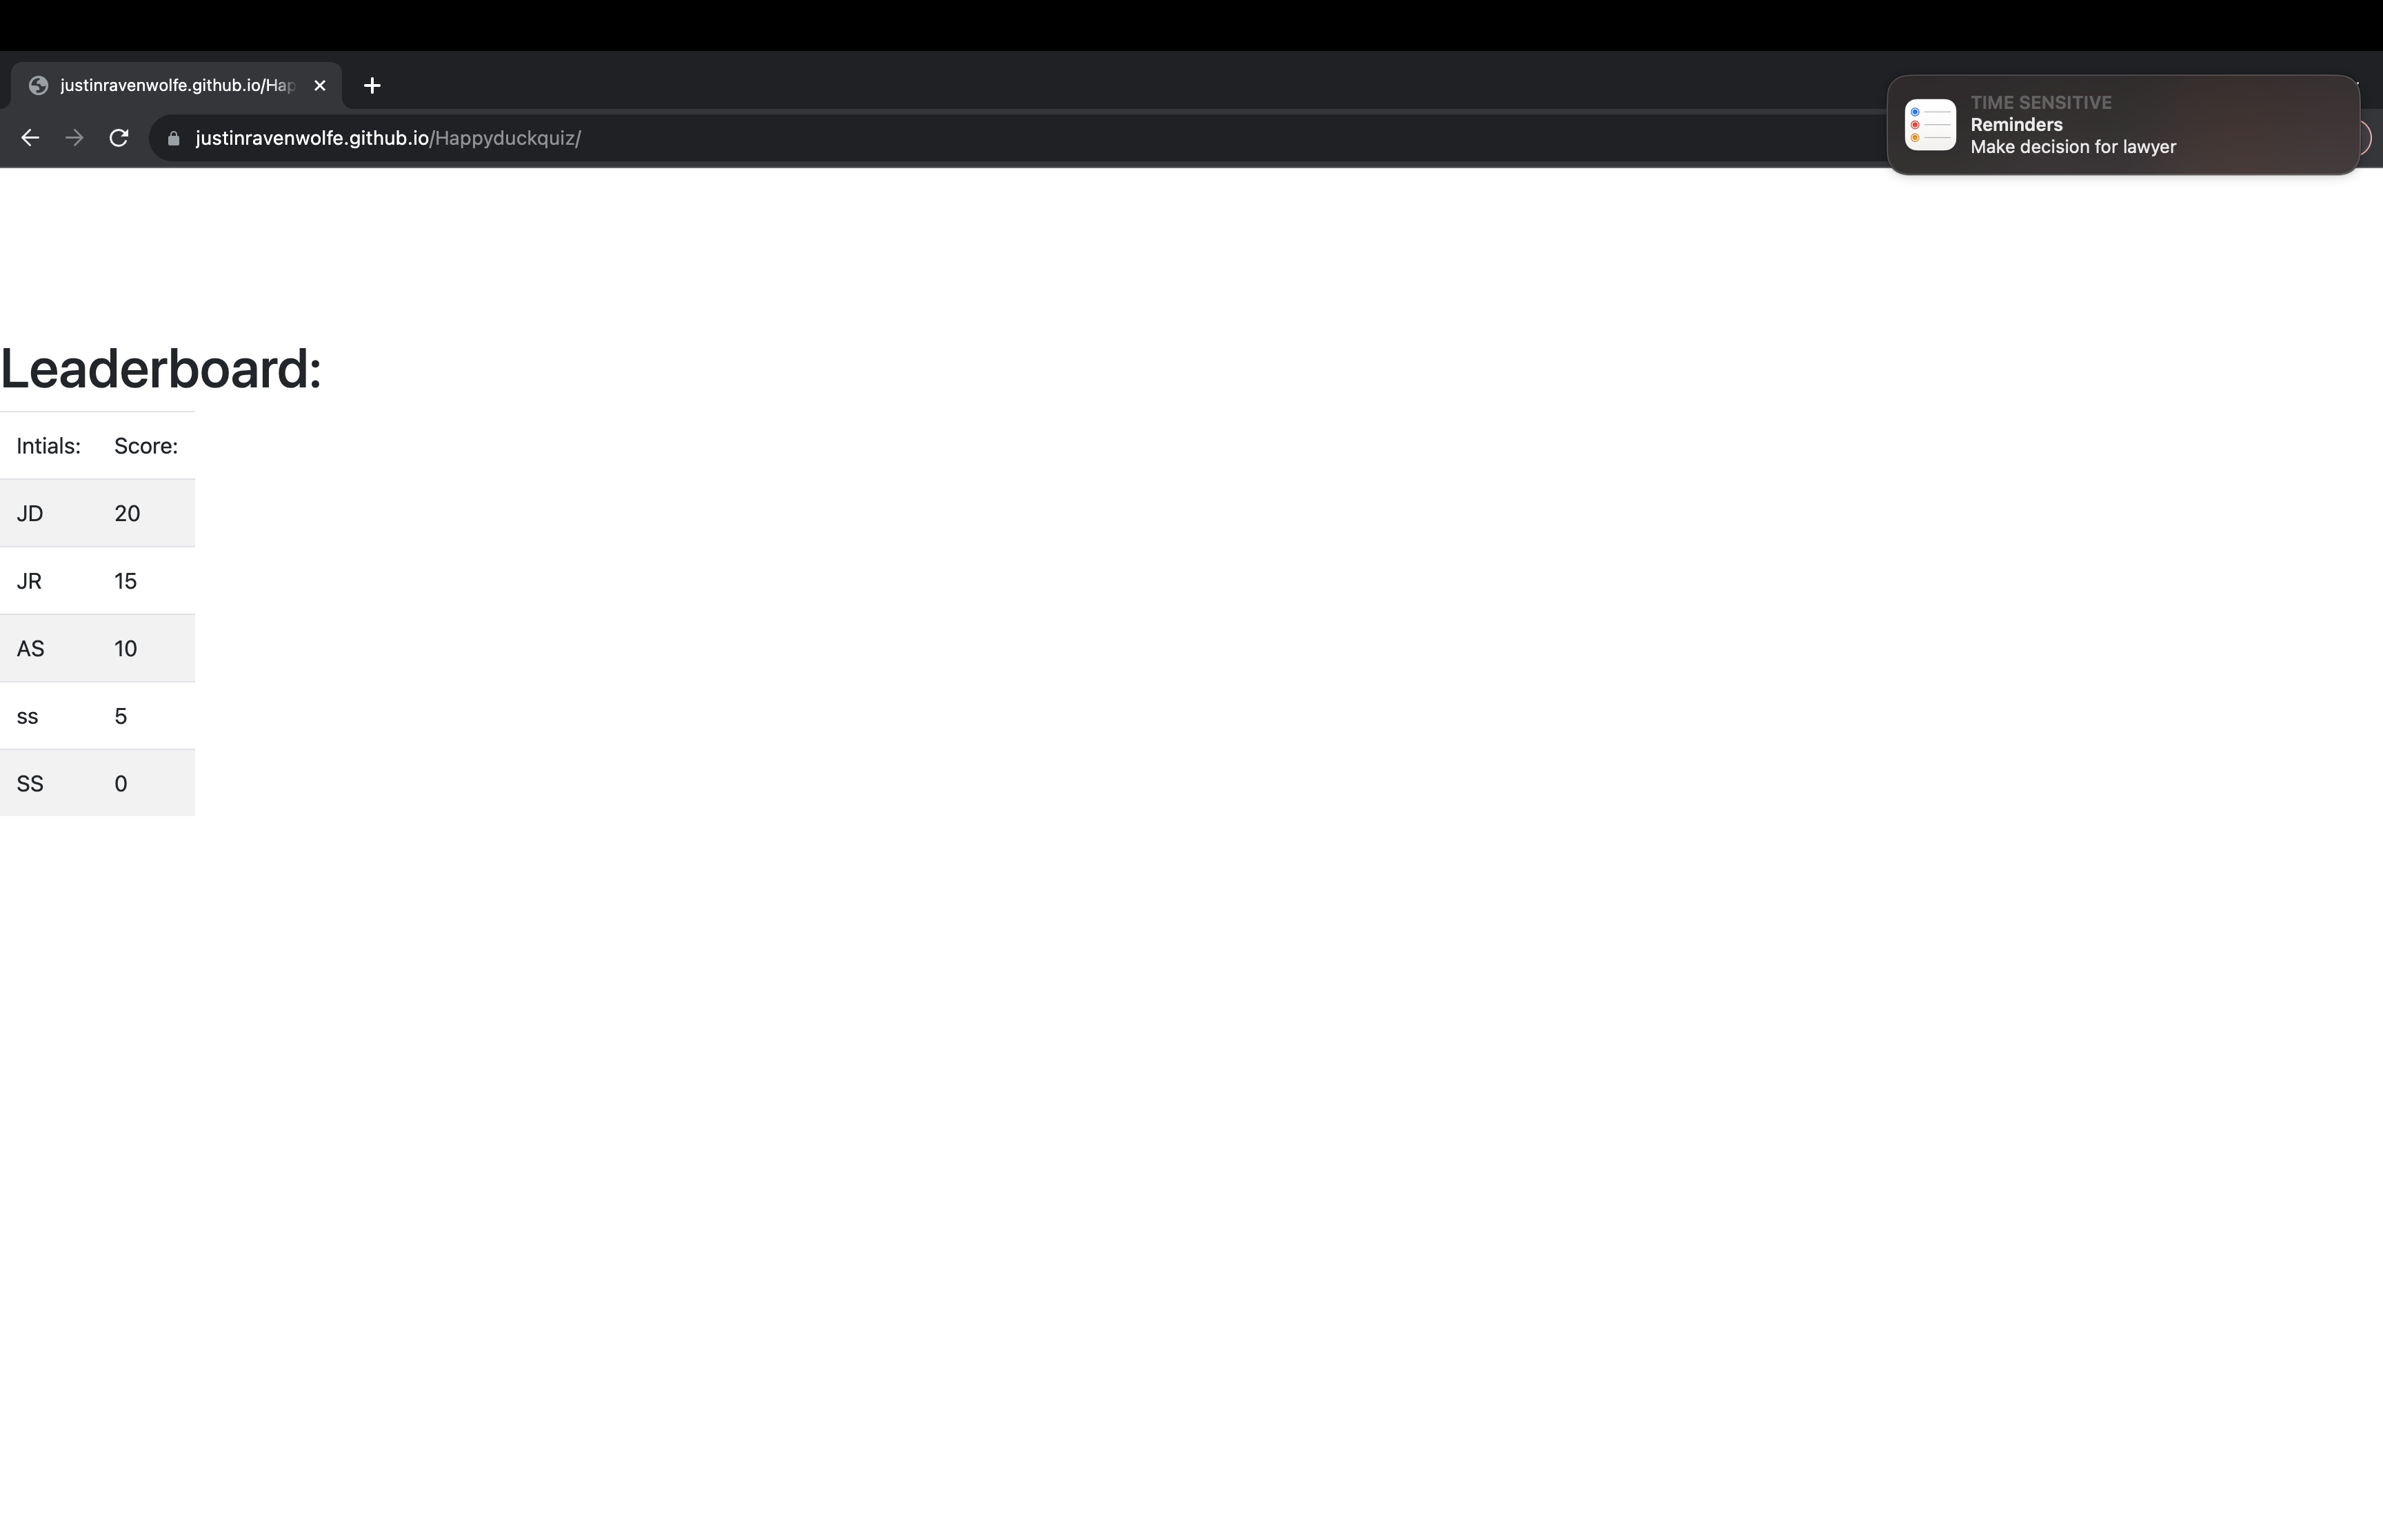 justinravenwolfe.github.io/Hap
justinravenwolfe.github.io/Happyduckquiz/
TIME SENSITIVE
Reminders
Make decision for lawyer
Leaderboard:
Intials: Score:
JD 20
JR 15
AS 10
ss 5
SS 0